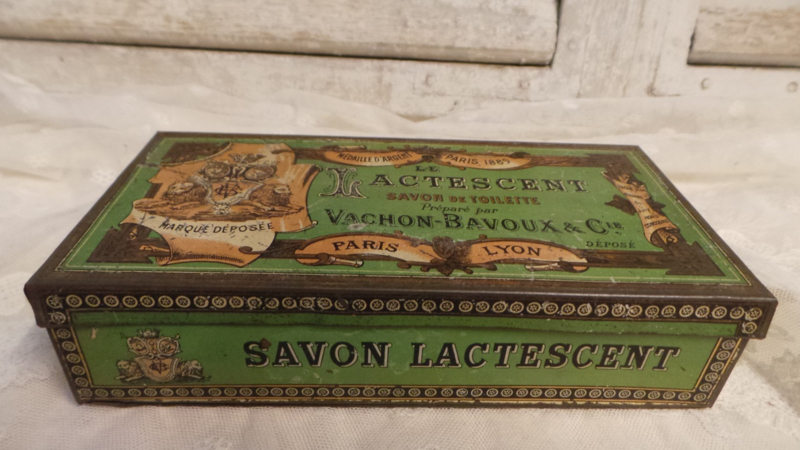 MÉDAILLE D'ARGENT PARIS 1889
LE
LACTESCENT
SAVON DE TOILETTE
Préparé par
VACHON-BAVOUX & CIE
DÉPOSÉ
MARQUE DÉPOSÉE
PARIS LYON
SAVON LACTESCENT